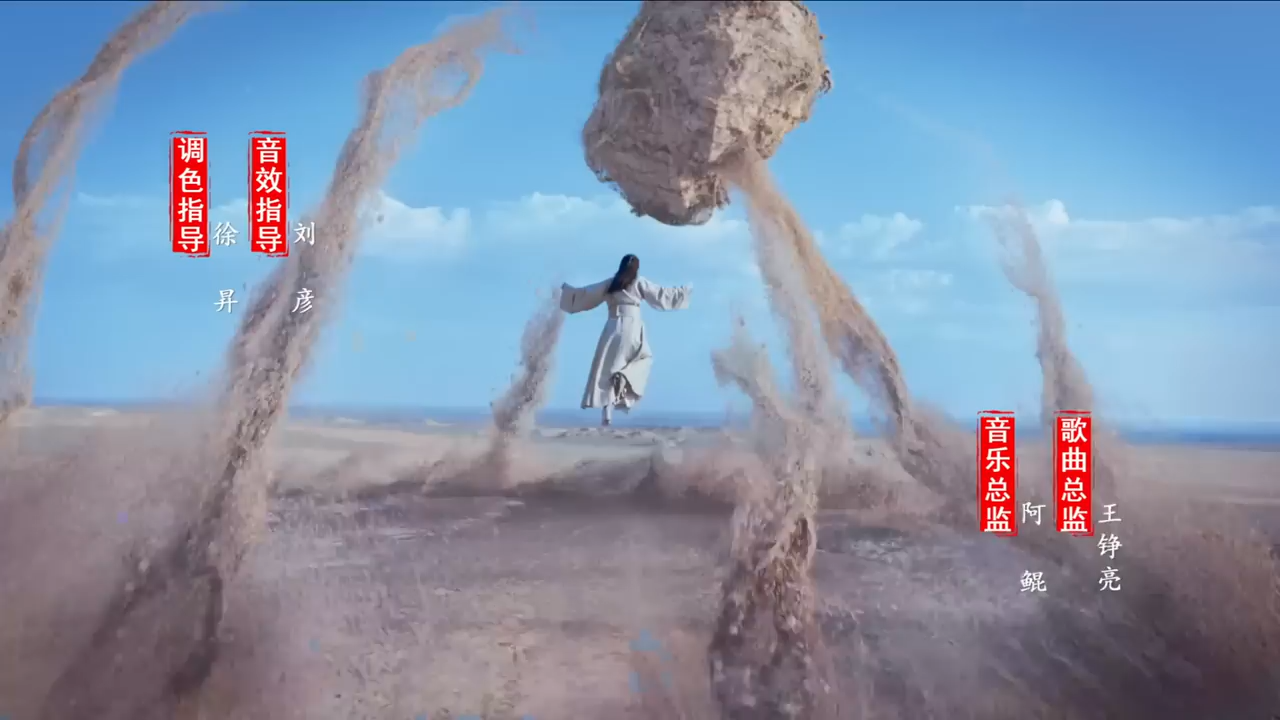 音效指导
刘彦
调色指导
徐昇
歌曲总监
王铮亮
音乐总监
阿鲲